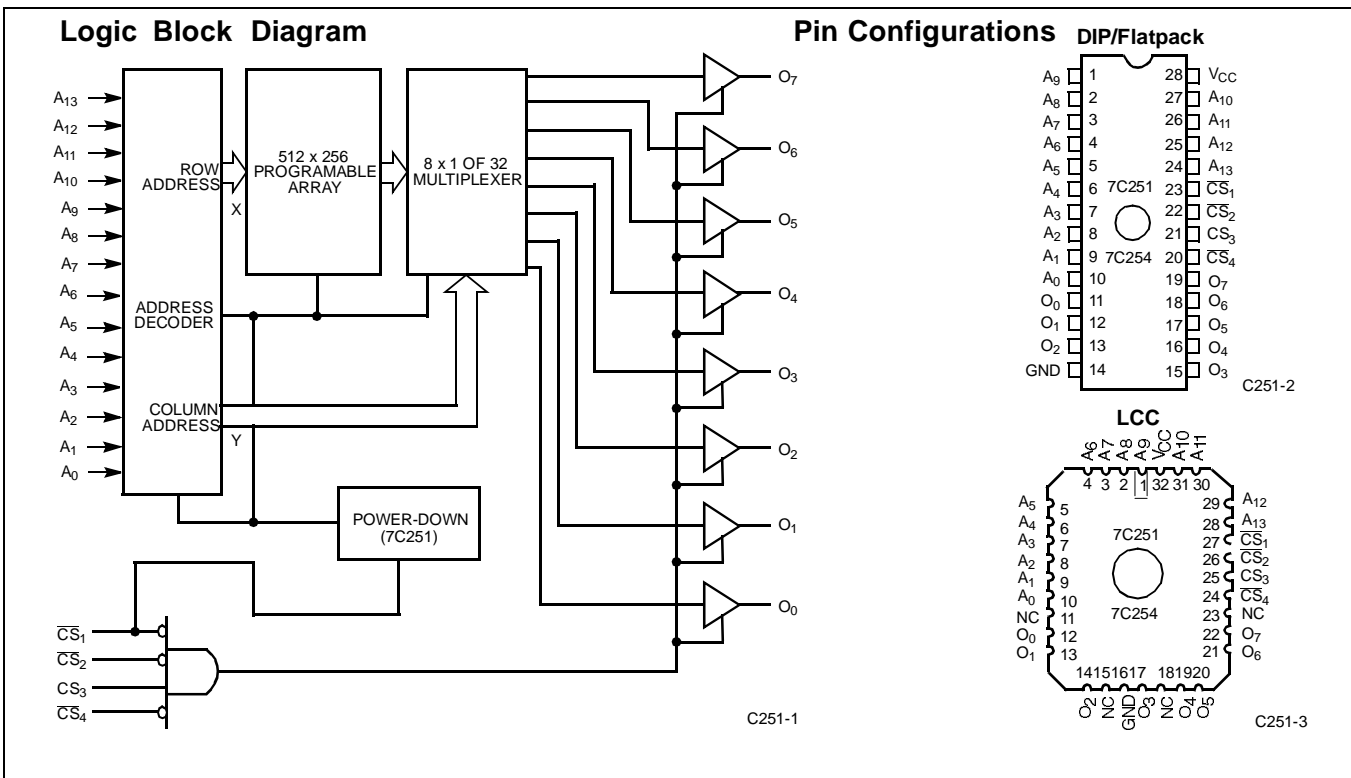 Logic Block Diagram
A13
A12
A11
A10
A9
A8
A7
A6
A5
A4
A3
A2
A1
A0
ROW
ADDRESS
X
ADDRESS
DECODER
COLUMN
ADDRESS
Y
512 x 256
PROGRAMABLE
ARRAY
8 x 1 OF 32
MULTIPLEXER
POWER-DOWN
(7C251)
O7
O6
O5
O4
O3
O2
O1
O0
C̅S̅1
C̅S̅2
CS3
C̅S̅4
C251-1
Pin Configurations
DIP/Flatpack
A9 1 28 VCC
A8 2 27 A10
A7 3 26 A11
A6 4 25 A12
A5 5 24 A13
A4 6 7C251 23 C̅S̅1
A3 7 22 C̅S̅2
A2 8 21 CS3
A1 9 7C254 20 C̅S̅4
A0 10 19 O7
O0 11 18 O6
O1 12 17 O5
O2 13 16 O4
GND 14 15 O3
C251-2
LCC
A6 A7 A8 A9 VCC A10 A11
4 3 2 1 32 31 30
A5 5 29 A12
A4 6 28 A13
A3 7 7C251 27 C̅S̅1
A2 8 26 C̅S̅2
A1 9 25 CS3
A0 10 24 C̅S̅4
NC 11 7C254 23 NC
O0 12 22 O7
O1 13 21 O6
14 15 16 17 18 19 20
O2 NC GND O3 NC O4 O5
C251-3